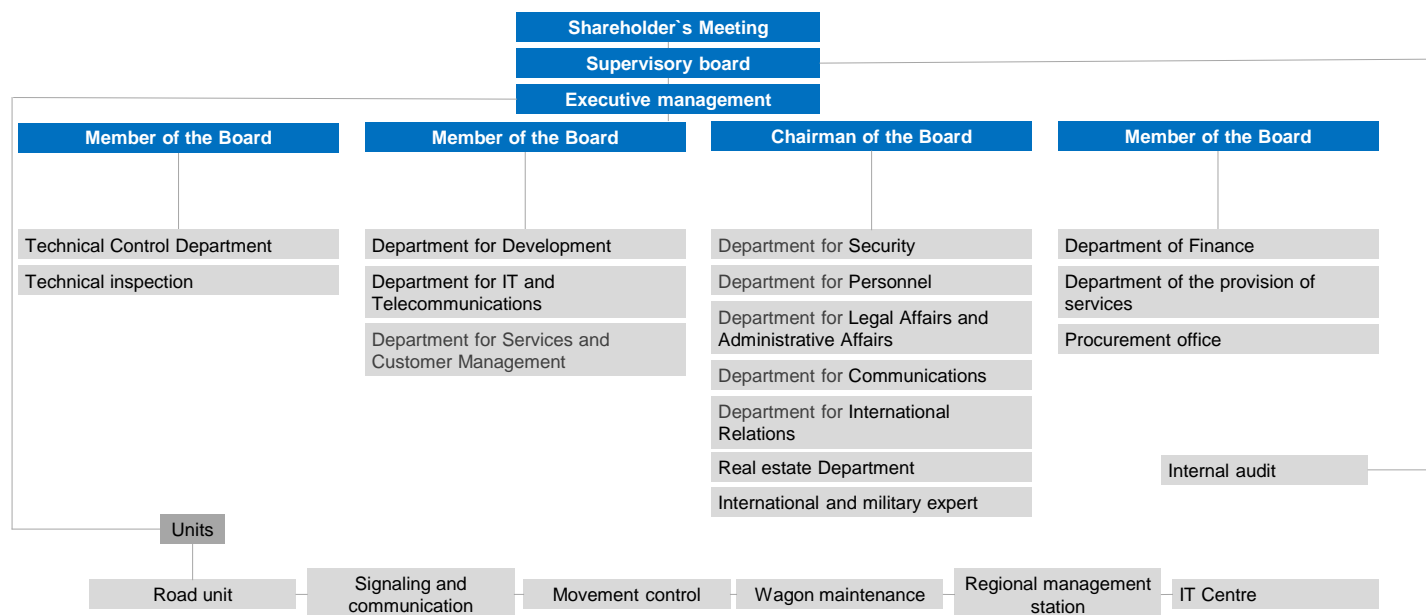 Shareholder`s Meeting
Supervisory board
Executive management
Member of the Board
Member of the Board
Chairman of the Board
Member of the Board
Technical Control Department
Technical inspection
Department for Development
Department for IT and
Telecommunications
Department for Services and
Customer Management
Department for Security
Department for Personnel
Department for Legal Affairs and
Administrative Affairs
Department for Communications
Department for International
Relations
Real estate Department
International and military expert
Department of Finance
Department of the provision of
services
Procurement office
Internal audit
Units
Road unit
Signaling and
communication
Movement control
Wagon maintenance
Regional management
station
IT Centre